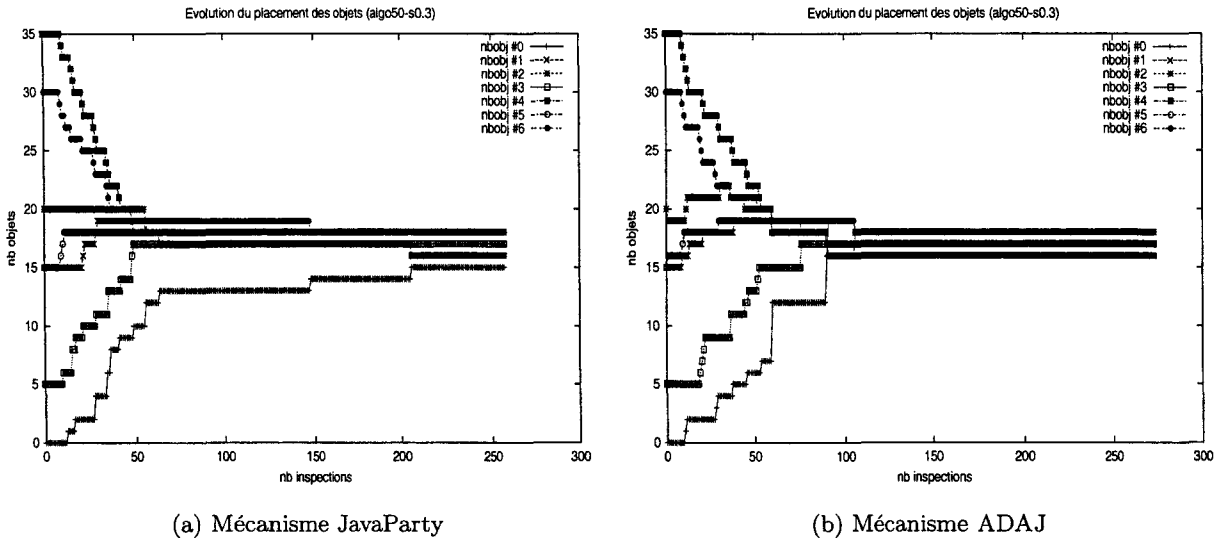 Evolution du placement des objets (algo50-s0.3)
35
30
25
20
15
10
5
0
nb objets
0
50
100
150
200
250
300
nb inspections
nbobj #0
nbobj #1
nbobj #2
nbobj #3
nbobj #4
nbobj #5
nbobj #6
(a) Mécanisme JavaParty
Evolution du placement des objets (algo50-s0.3)
35
30
25
20
15
10
5
0
nb objets
0
50
100
150
200
250
300
nb inspections
nbobj #0
nbobj #1
nbobj #2
nbobj #3
nbobj #4
nbobj #5
nbobj #6
(b) Mécanisme ADAJ